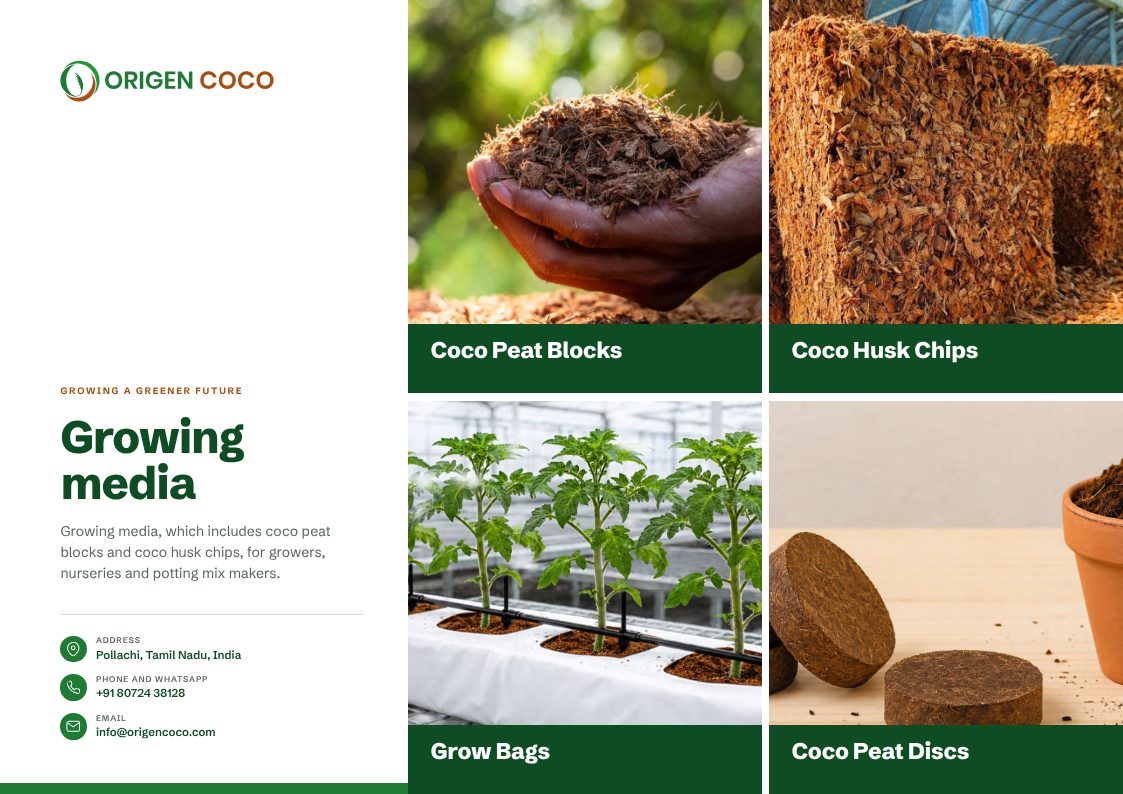 ORIGEN COCO
GROWING A GREENER FUTURE
Growing
media
Growing media, which includes coco peat
blocks and coco husk chips, for growers,
nurseries and potting mix makers.
ADDRESS
Pollachi, Tamil Nadu, India
PHONE AND WHATSAPP
+91 80724 38128
EMAIL
info@origencoco.com
Coco Peat Blocks
Coco Husk Chips
Grow Bags
Coco Peat Discs